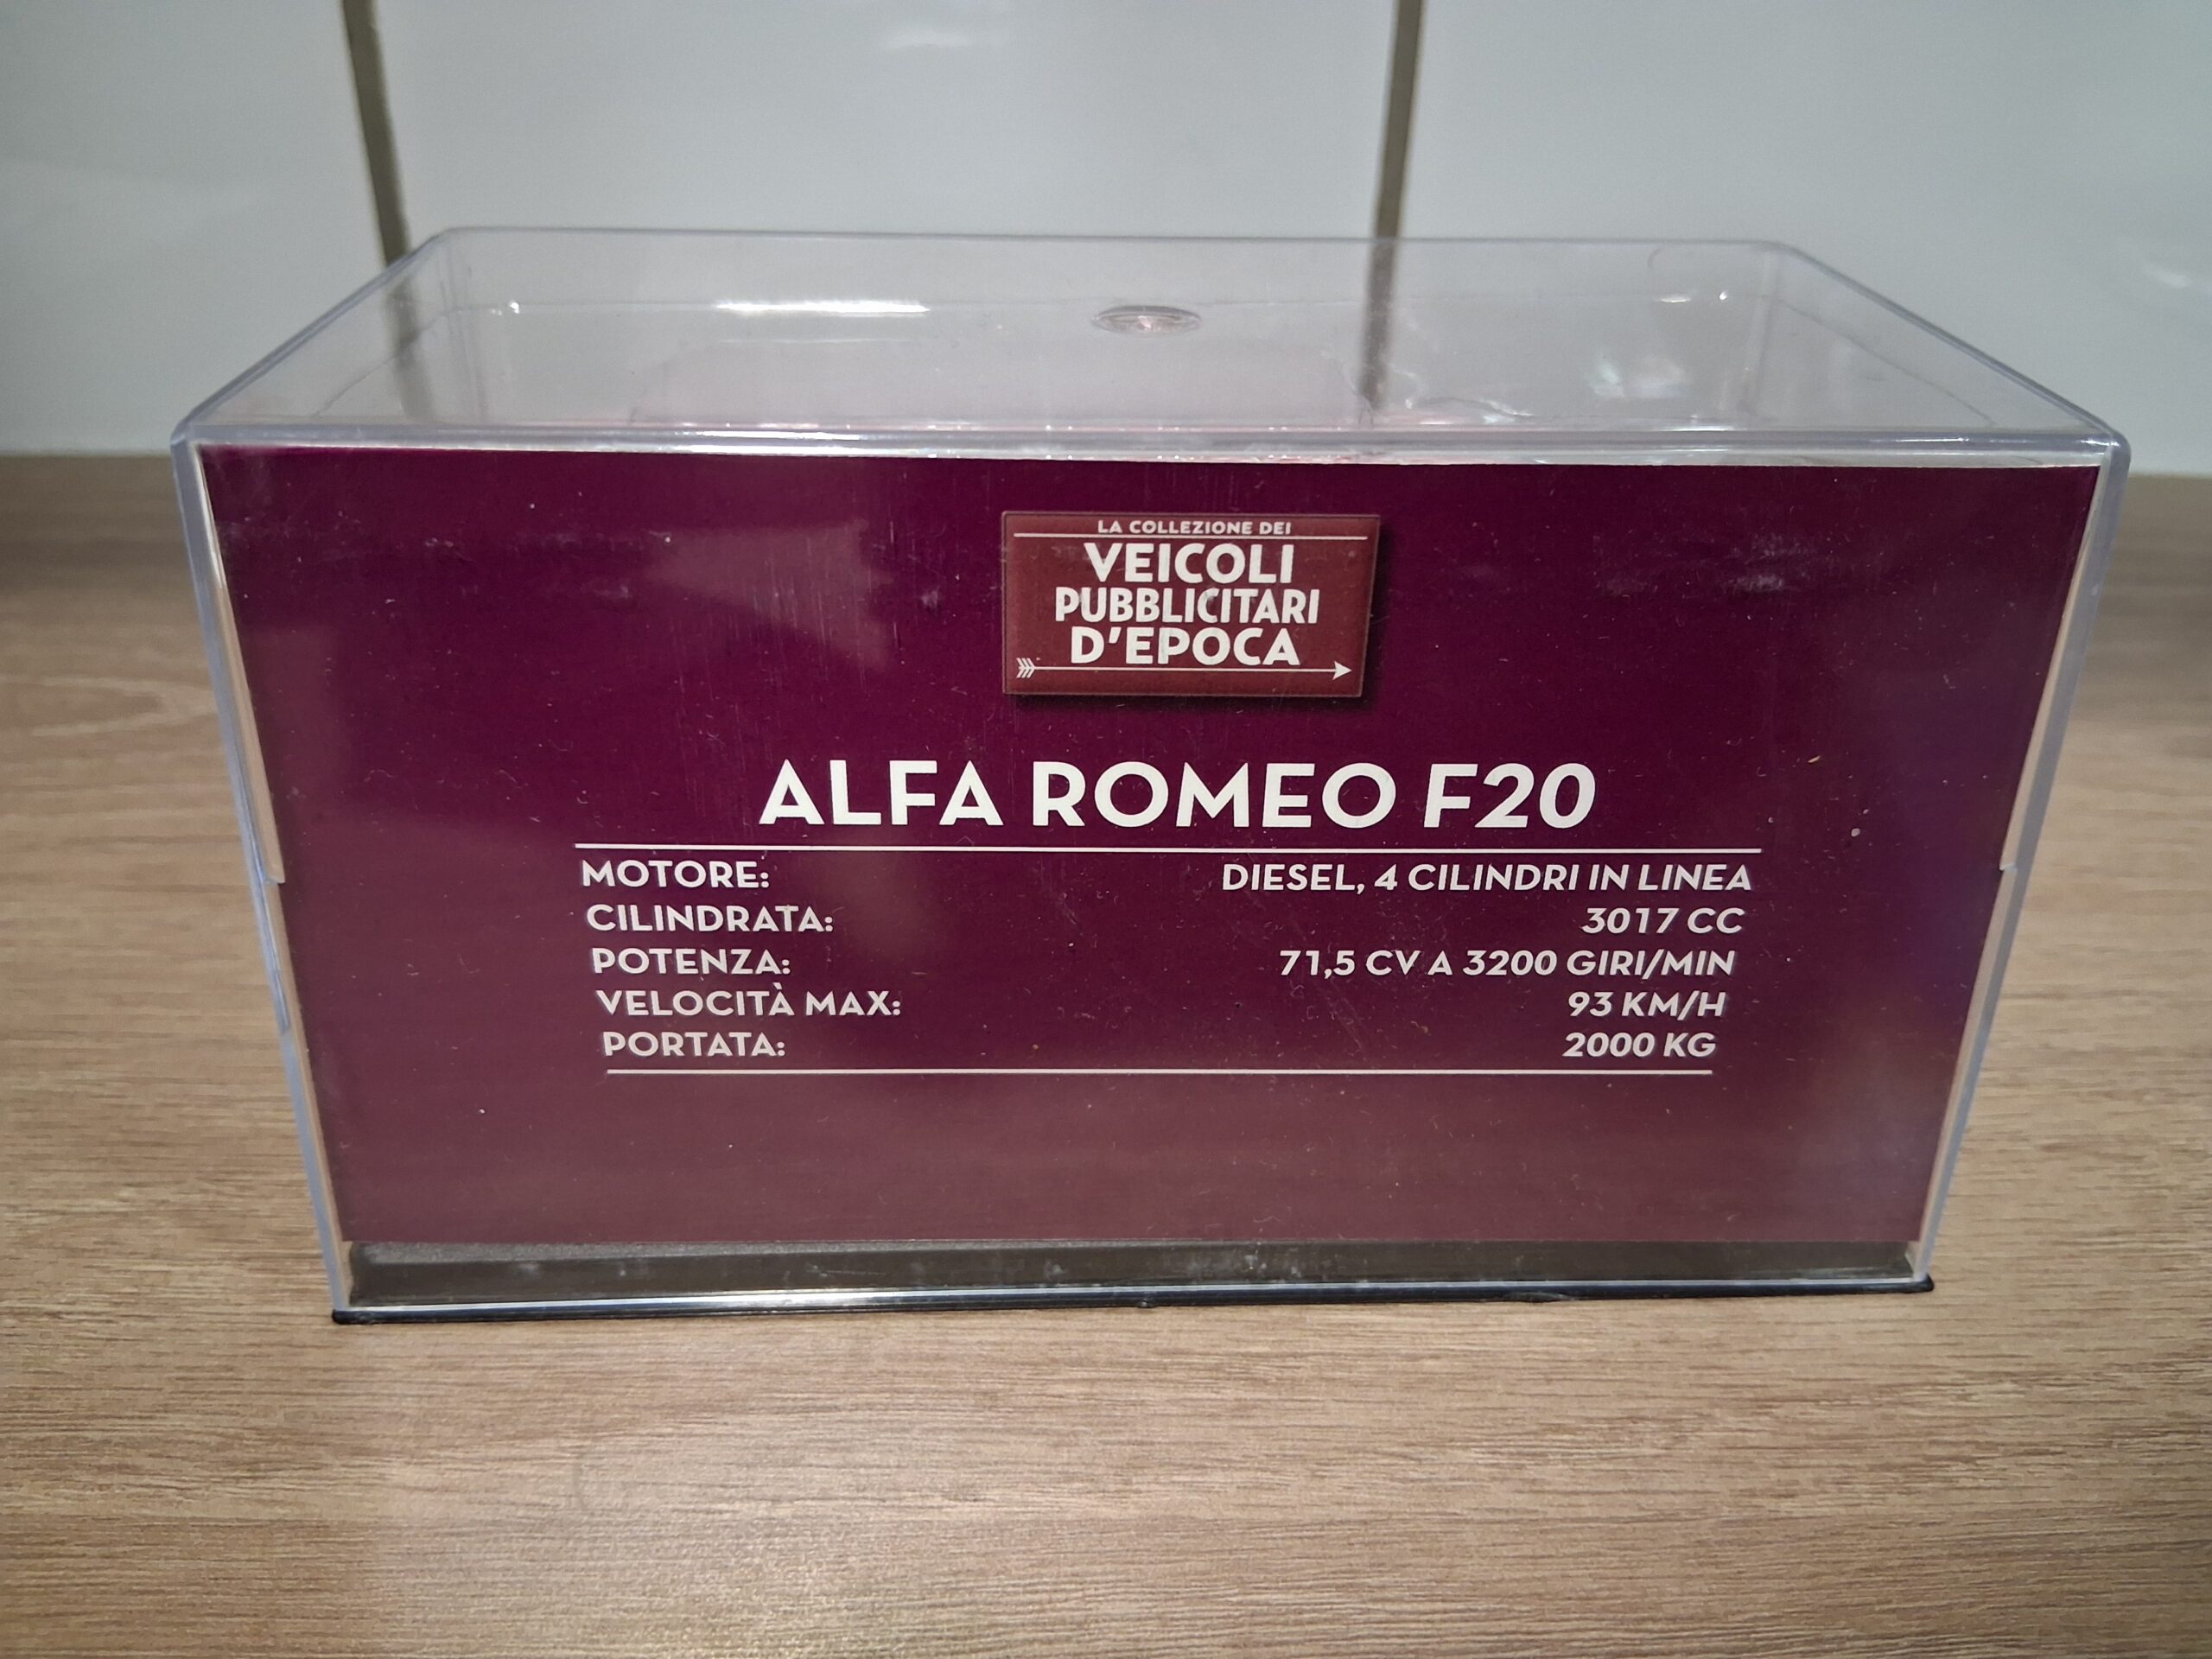 LA COLLEZIONE DEI
VEICOLI
PUBBLICITARI
D'EPOCA
ALFA ROMEO F20
MOTORE: DIESEL, 4 CILINDRI IN LINEA
CILINDRATA: 3017 CC
POTENZA: 71,5 CV A 3200 GIRI/MIN
VELOCITÀ MAX: 93 KM/H
PORTATA: 2000 KG